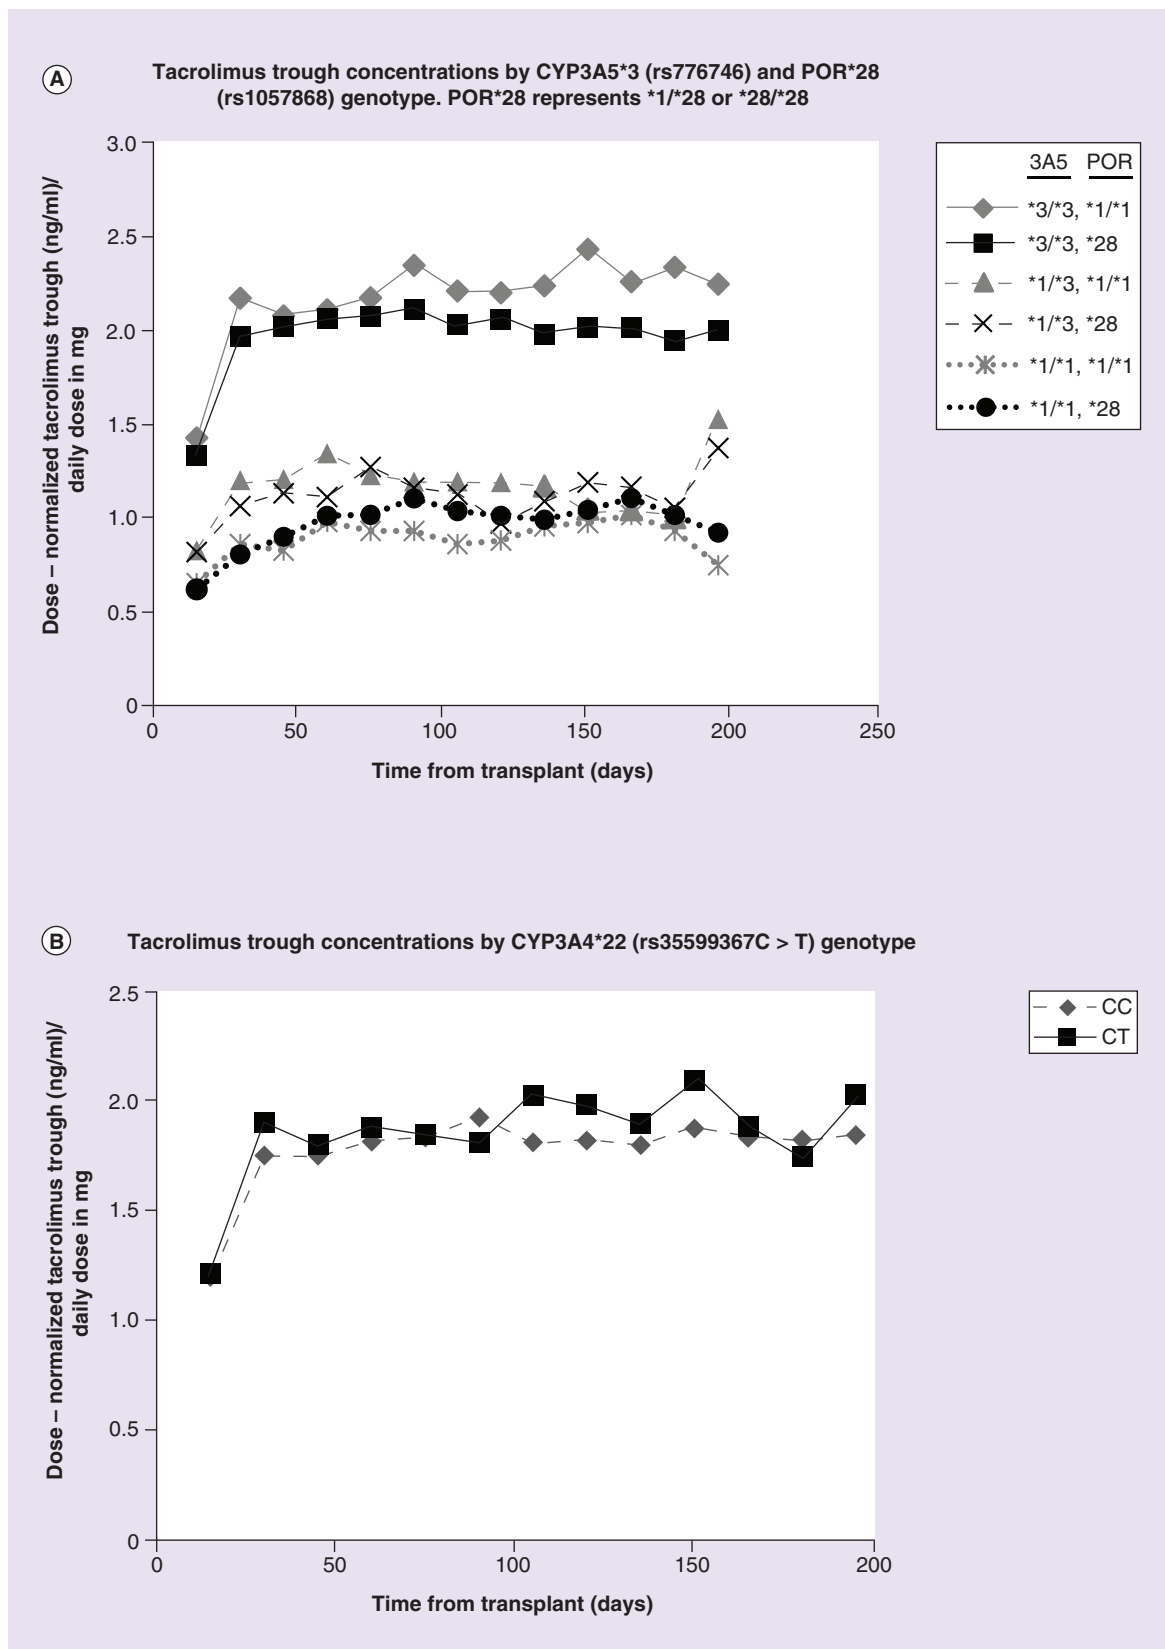 A
Tacrolimus trough concentrations by CYP3A5*3 (rs776746) and POR*28
(rs1057868) genotype. POR*28 represents *1/*28 or *28/*28
Dose – normalized tacrolimus trough (ng/ml)/
daily dose in mg
3.0
2.5
2.0
1.5
1.0
0.5
0
0 50 100 150 200 250
Time from transplant (days)
3A5 POR
*3/*3, *1/*1
*3/*3, *28
*1/*3, *1/*1
*1/*3, *28
*1/*1, *1/*1
*1/*1, *28
B
Tacrolimus trough concentrations by CYP3A4*22 (rs35599367C > T) genotype
Dose – normalized tacrolimus trough (ng/ml)/
daily dose in mg
2.5
2.0
1.5
1.0
0.5
0
0 50 100 150 200
Time from transplant (days)
CC
CT